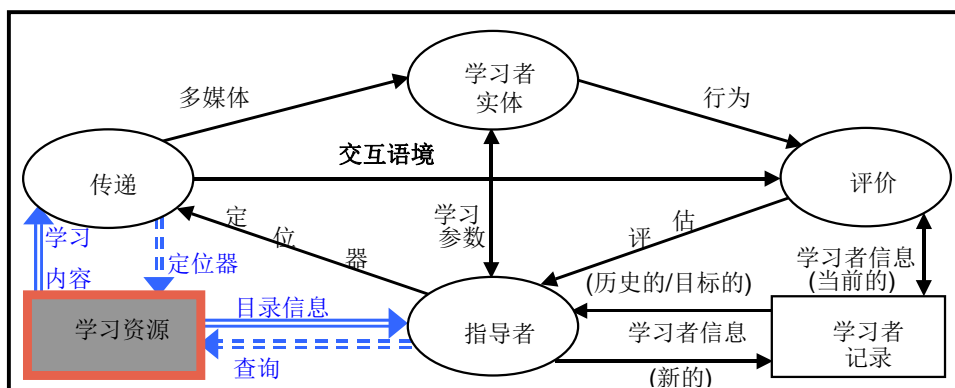 学习者
实体
多媒体
行为
交互语境
传递
评价
学习
参数
定位器
评估
学习
内容
定位器
学习者信息
(当前的)
(历史的/目标的)
目录信息
学习资源
指导者
学习者信息
学习者
记录
查询
(新的)